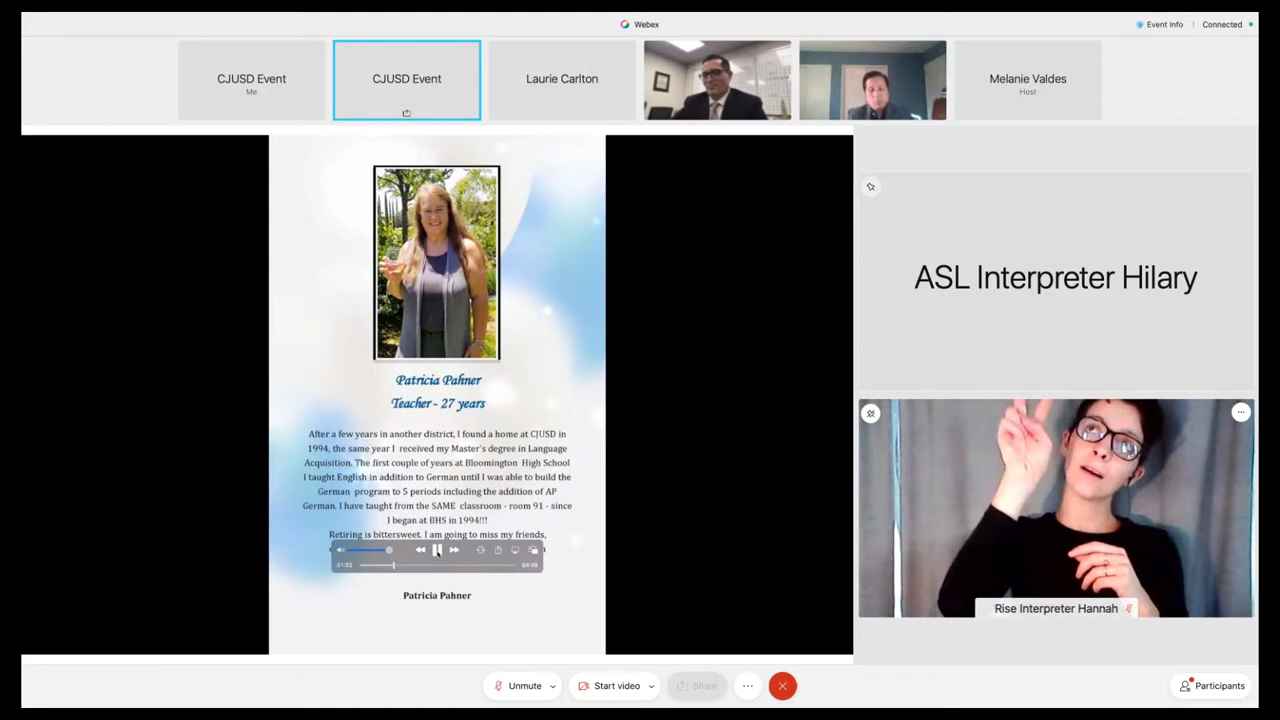 Webex
Event Info
Connected
CJUSD Event
Me
CJUSD Event
Laurie Carlton
Melanie Valdes
Host
ASL Interpreter Hilary
Patricia Pahner
Teacher - 27 years
After a few years in another district, I found a home at CJUSD in
1994, the same year I received my Master's degree in Language
Acquisition. The first couple of years at Bloomington High School
I taught English in addition to German until I was able to build the
German program to 5 periods including the addition of AP
German. I have taught from the SAME classroom - room 91 - since
I began at BHS in 1994!!!
Retiring is bittersweet. I am going to miss my friends,
01:02
Patricia Pahner
Rise Interpreter Hannah
Unmute
Start video
Share
Participants